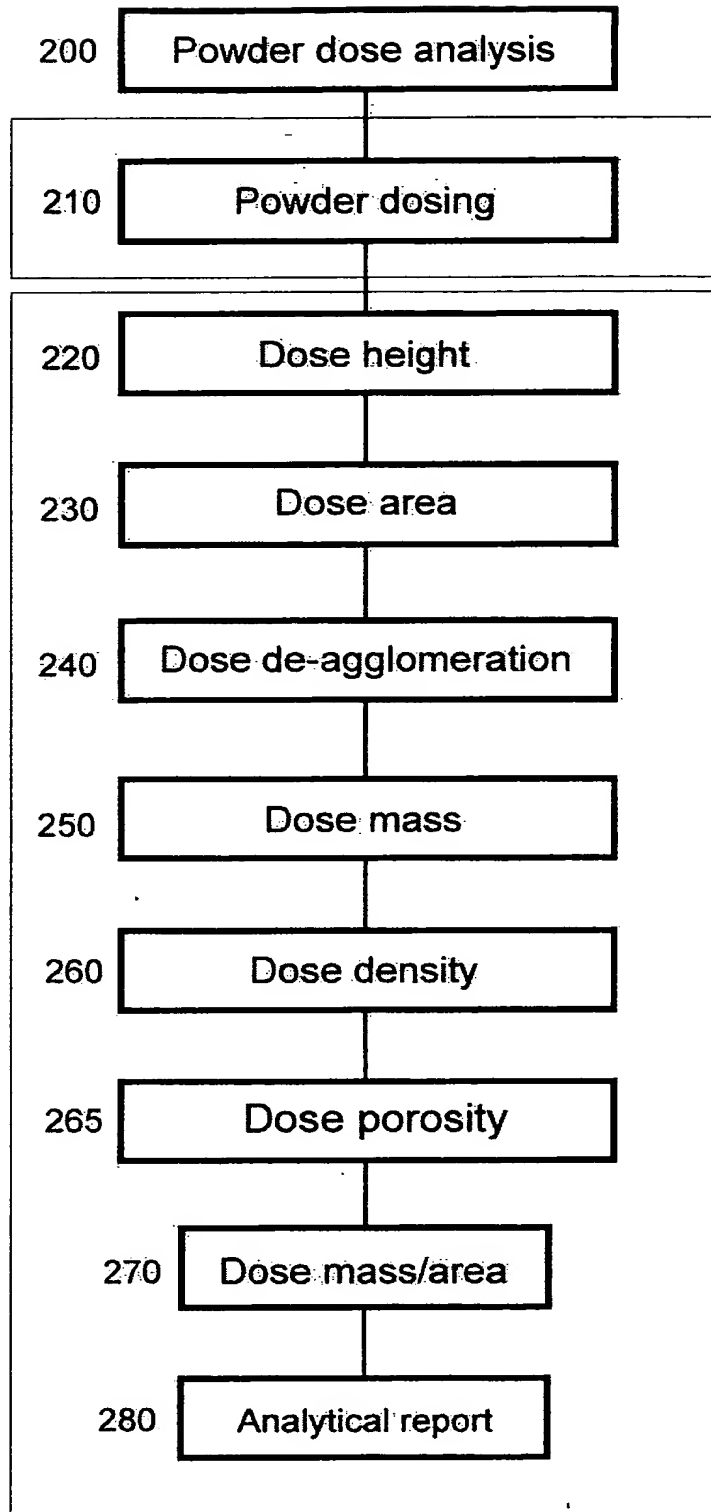 200 Powder dose analysis
210 Powder dosing
220 Dose height
230 Dose area
240 Dose de-agglomeration
250 Dose mass
260 Dose density
265 Dose porosity
270 Dose mass/area
280 Analytical report